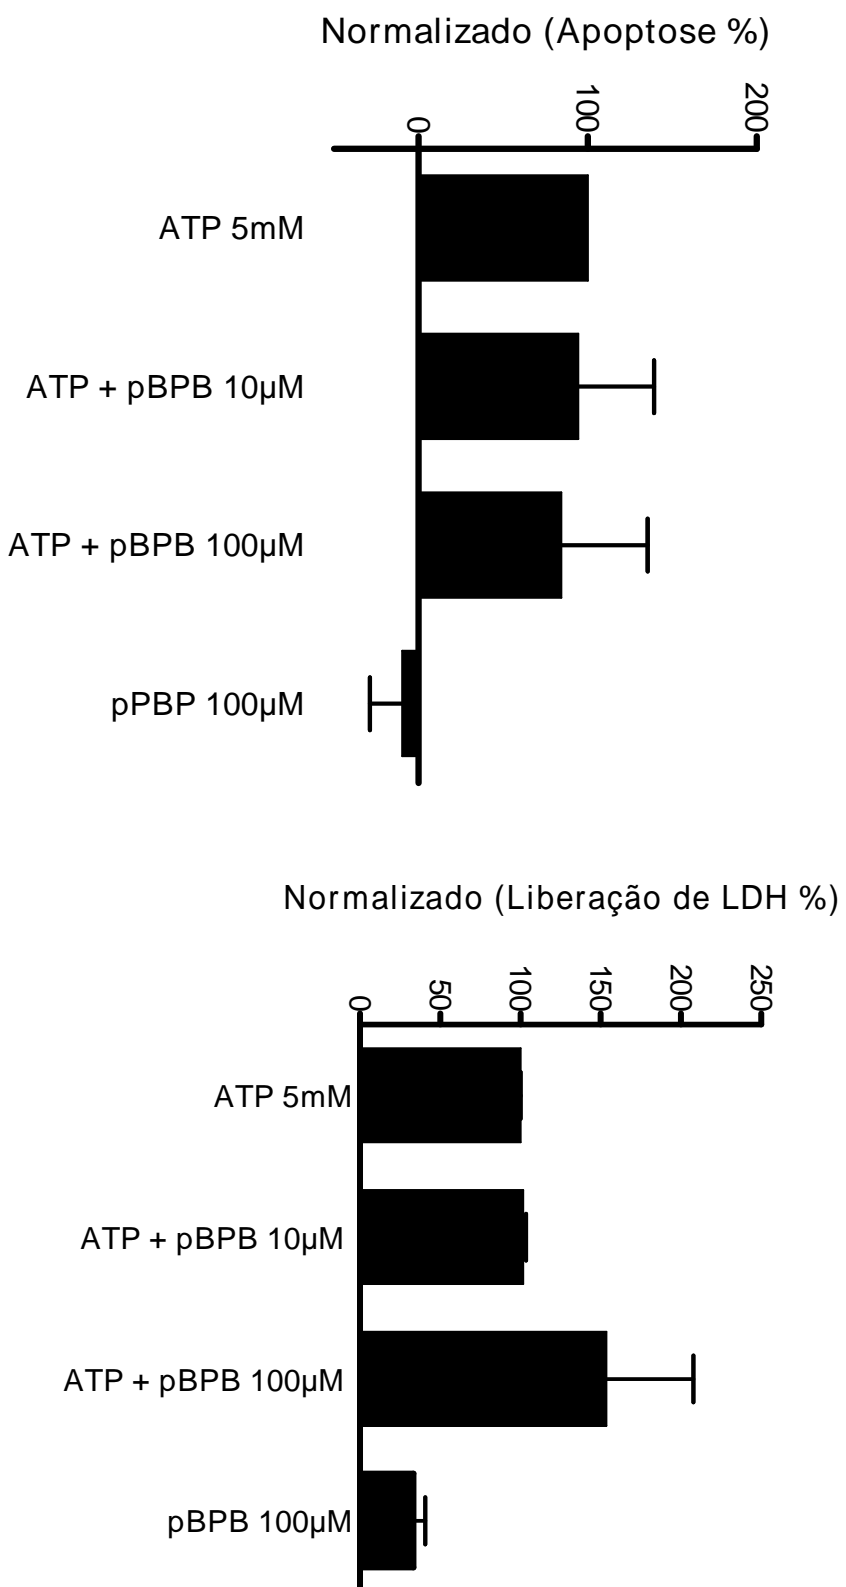 Normalizado (Apoptose %)
0
100
200
ATP 5mM
ATP + pBPB 10µM
ATP + pBPB 100µM
pPBP 100µM
Normalizado (Liberação de LDH %)
0
50
100
150
200
250
ATP 5mM
ATP + pBPB 10µM
ATP + pBPB 100µM
pBPB 100µM